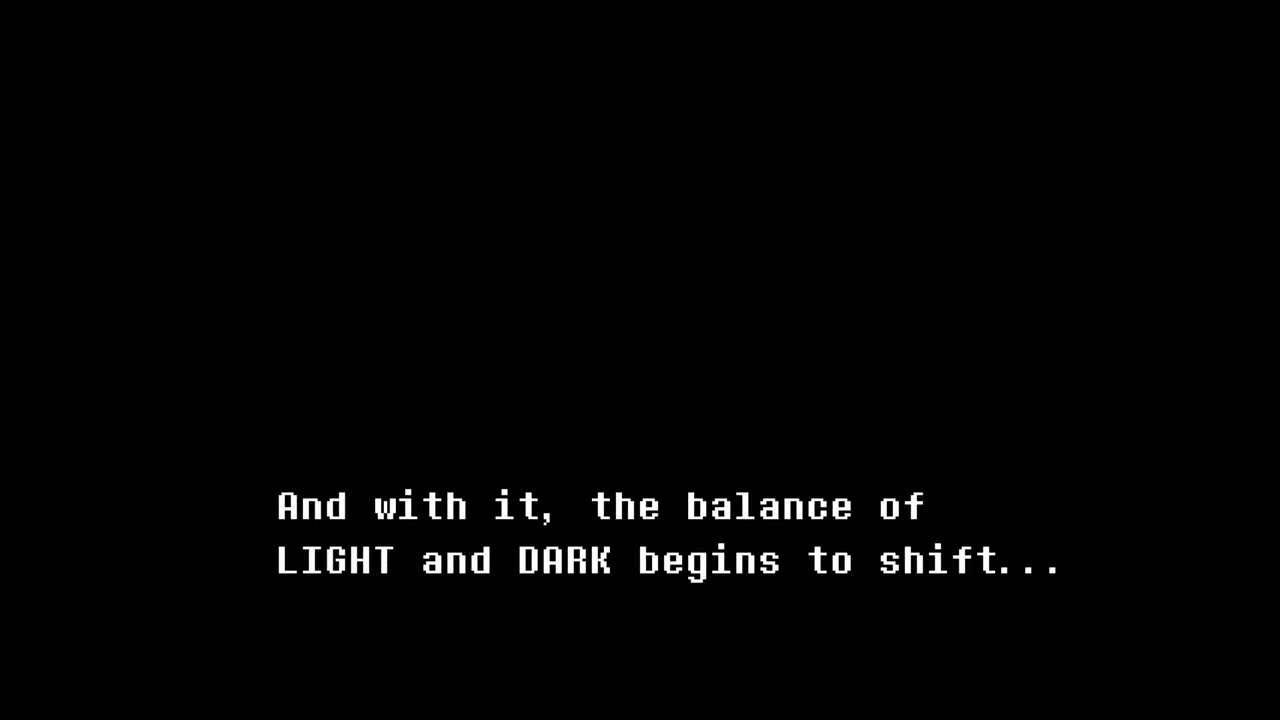 And with it, the balance of
LIGHT and DARK begins to shift...